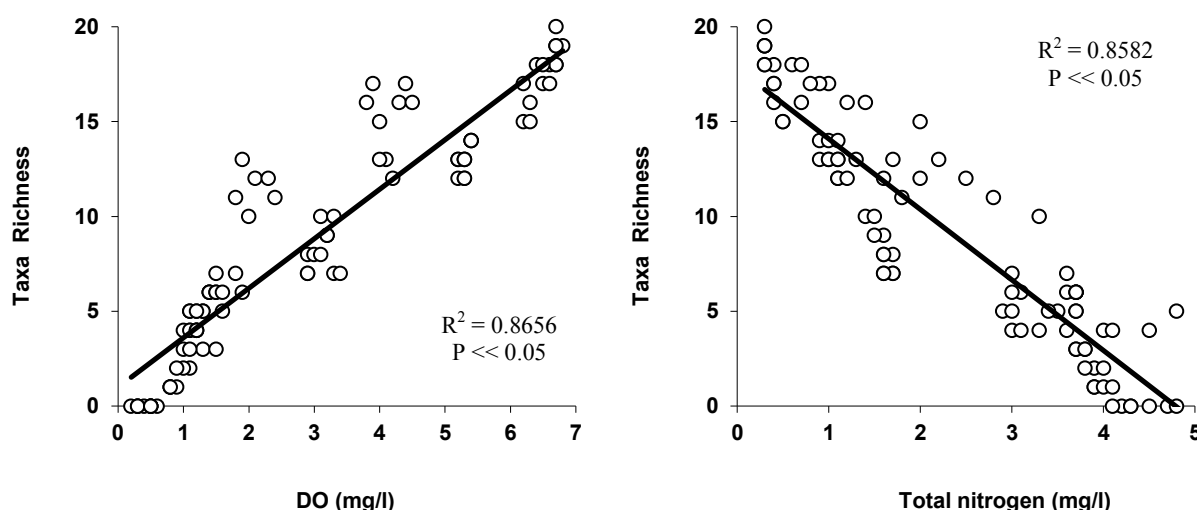 20
15
10
5
0
Taxa Richness
R² = 0.8656
P << 0.05
0 1 2 3 4 5 6 7
DO (mg/l)
20
15
10
5
0
Taxa Richness
R² = 0.8582
P << 0.05
0 1 2 3 4 5
Total nitrogen (mg/l)